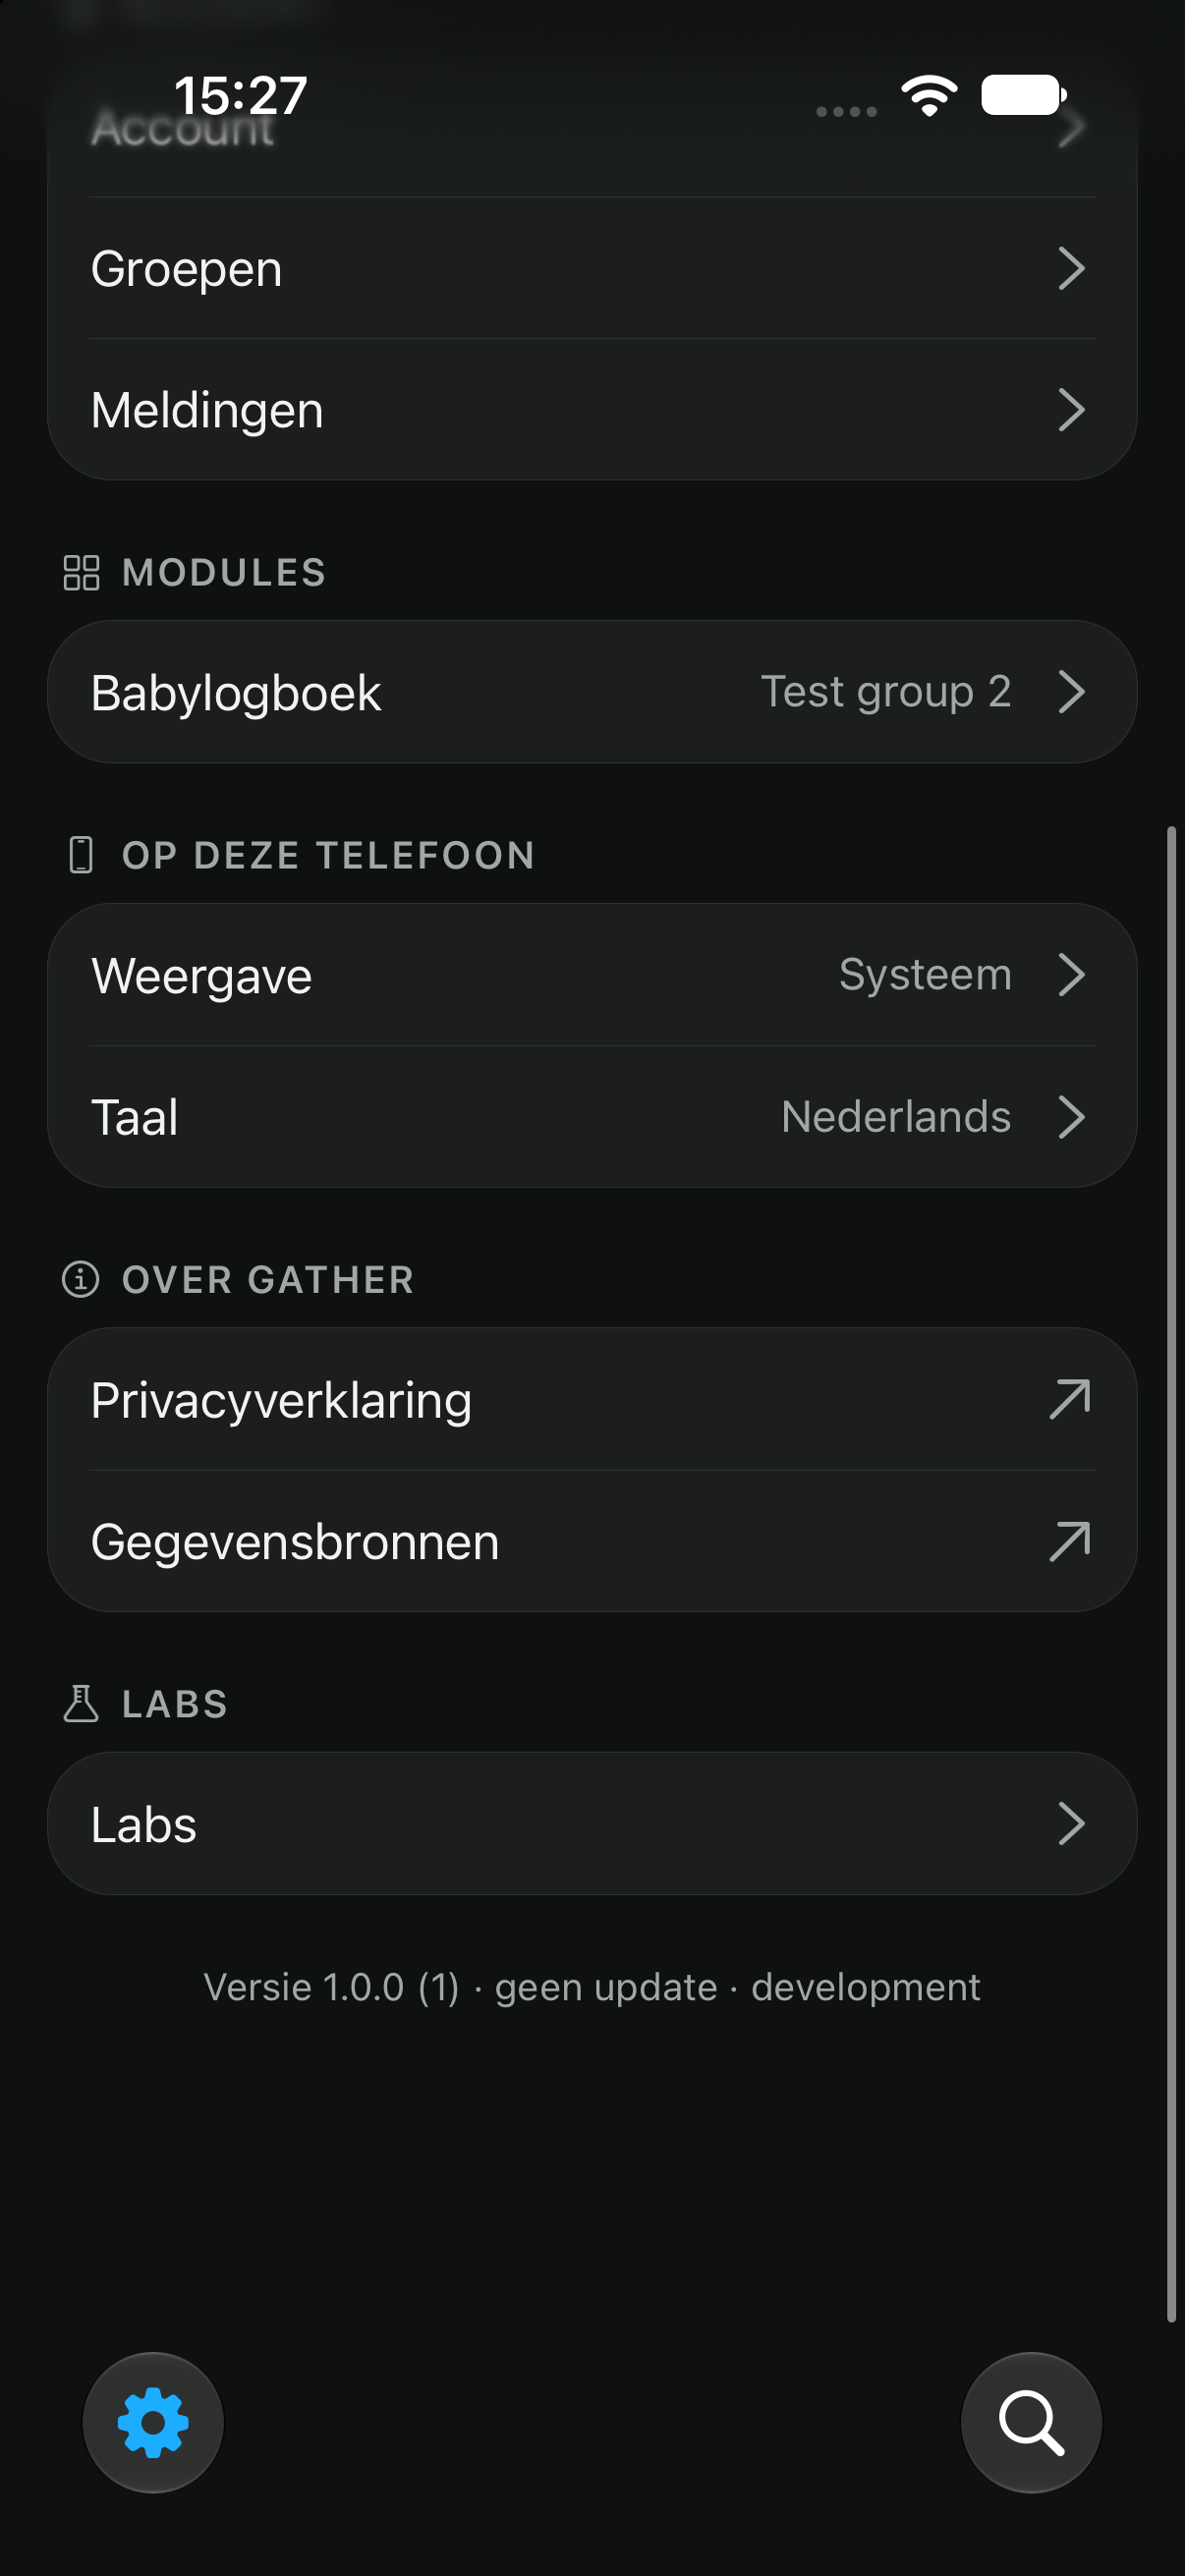 15:27
Account
Groepen
Meldingen
MODULES
Babylogboek Test group 2
OP DEZE TELEFOON
Weergave Systeem
Taal Nederlands
OVER GATHER
Privacyverklaring
Gegevensbronnen
LABS
Labs
Versie 1.0.0 (1) · geen update · development